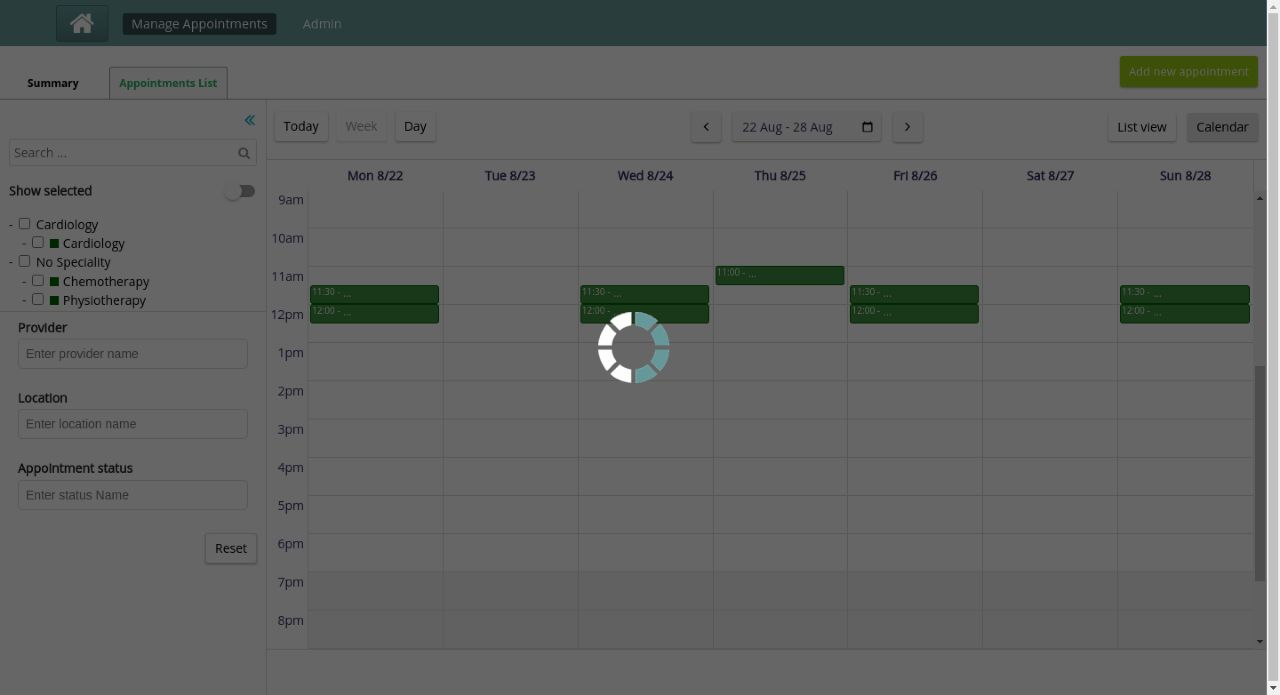 Manage Appointments Admin
Summary Appointments List Add new appointment
Today Week Day 22 Aug - 28 Aug List view Calendar
Search ...
Show selected
- Cardiology
- Cardiology
- No Speciality
- Chemotherapy
- Physiotherapy
Provider
Enter provider name
Location
Enter location name
Appointment status
Enter status Name
Reset
Mon 8/22 Tue 8/23 Wed 8/24 Thu 8/25 Fri 8/26 Sat 8/27 Sun 8/28
9am
10am
11am 11:00 - ...
11:30 - ... 11:30 - ... 11:30 - ... 11:30 - ...
12pm 12:00 - ... 12:00 - ... 12:00 - ... 12:00 - ...
1pm
2pm
3pm
4pm
5pm
6pm
7pm
8pm